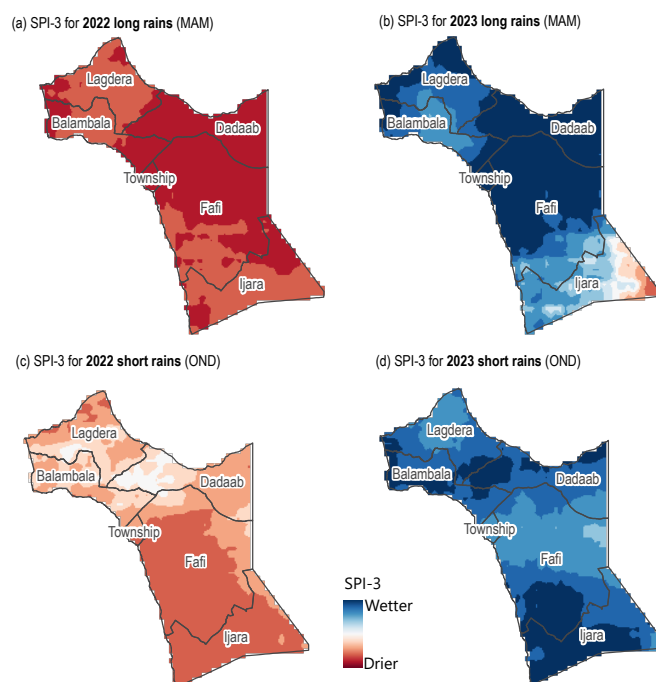 (a) SPI-3 for 2022 long rains (MAM)
(b) SPI-3 for 2023 long rains (MAM)
Lagdera
Balambala
Dadaab
Township
Fafi
Ijara
Lagdera
Balambala
Dadaab
Township
Fafi
Ijara
(c) SPI-3 for 2022 short rains (OND)
(d) SPI-3 for 2023 short rains (OND)
Lagdera
Balambala
Dadaab
Township
Fafi
Ijara
Lagdera
Balambala
Dadaab
Township
Fafi
Ijara
SPI-3
Wetter
Drier